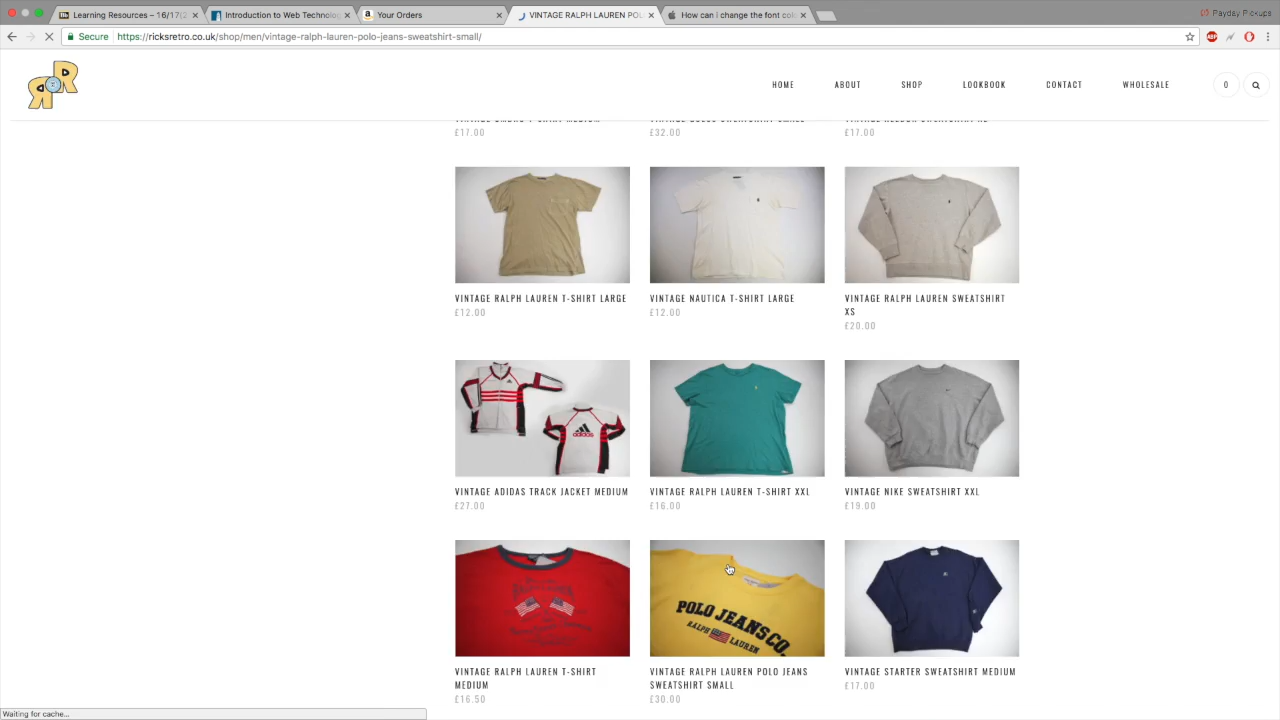 Learning Resources – 16/17(2
Introduction to Web Technolog
Your Orders
VINTAGE RALPH LAUREN POL
How can i change the font col
Payday Pickups
Secure
https://ricksretro.co.uk/shop/men/vintage-ralph-lauren-polo-jeans-sweatshirt-small/
ABP
RR
HOME
ABOUT
SHOP
LOOKBOOK
CONTACT
WHOLESALE
0
£17.00
£32.00
£17.00
VINTAGE RALPH LAUREN T-SHIRT LARGE
£12.00
VINTAGE NAUTICA T-SHIRT LARGE
£12.00
VINTAGE RALPH LAUREN SWEATSHIRT
XS
£20.00
adidas
VINTAGE ADIDAS TRACK JACKET MEDIUM
£27.00
VINTAGE RALPH LAUREN T-SHIRT XXL
£16.00
VINTAGE NIKE SWEATSHIRT XXL
£19.00
POLO JEANS CO.
RALPH LAUREN
VINTAGE RALPH LAUREN T-SHIRT
MEDIUM
£16.50
VINTAGE RALPH LAUREN POLO JEANS
SWEATSHIRT SMALL
£30.00
VINTAGE STARTER SWEATSHIRT MEDIUM
£17.00
Waiting for cache...